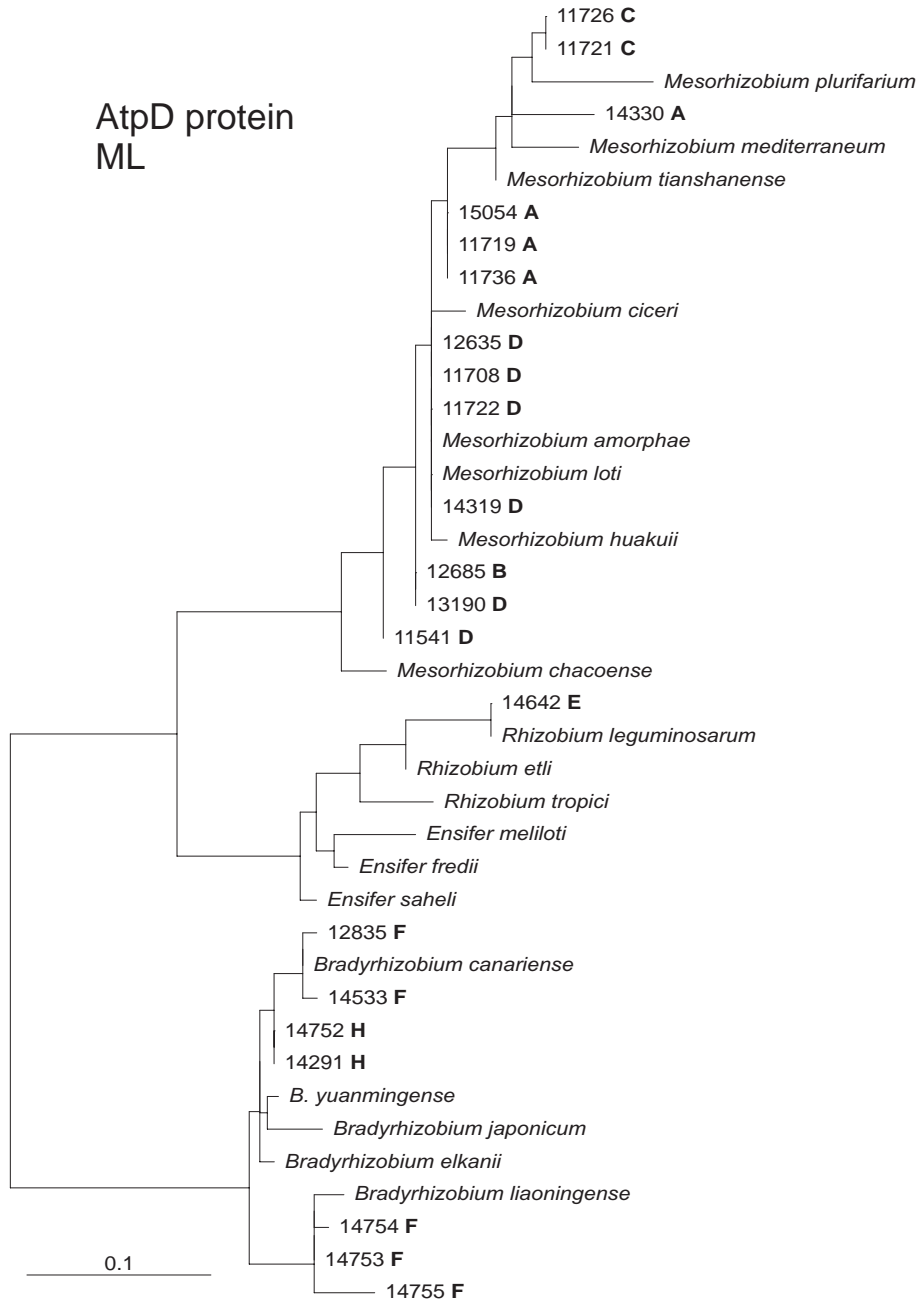 AtpD protein
ML
11726 C
11721 C
Mesorhizobium plurifarium
14330 A
Mesorhizobium mediterraneum
Mesorhizobium tianshanense
15054 A
11719 A
11736 A
Mesorhizobium ciceri
12635 D
11708 D
11722 D
Mesorhizobium amorphae
Mesorhizobium loti
14319 D
Mesorhizobium huakuii
12685 B
13190 D
11541 D
Mesorhizobium chacoense
14642 E
Rhizobium leguminosarum
Rhizobium etli
Rhizobium tropici
Ensifer meliloti
Ensifer fredii
Ensifer saheli
12835 F
Bradyrhizobium canariense
14533 F
14752 H
14291 H
B. yuanmingense
Bradyrhizobium japonicum
Bradyrhizobium elkanii
Bradyrhizobium liaoningense
14754 F
14753 F
14755 F
0.1